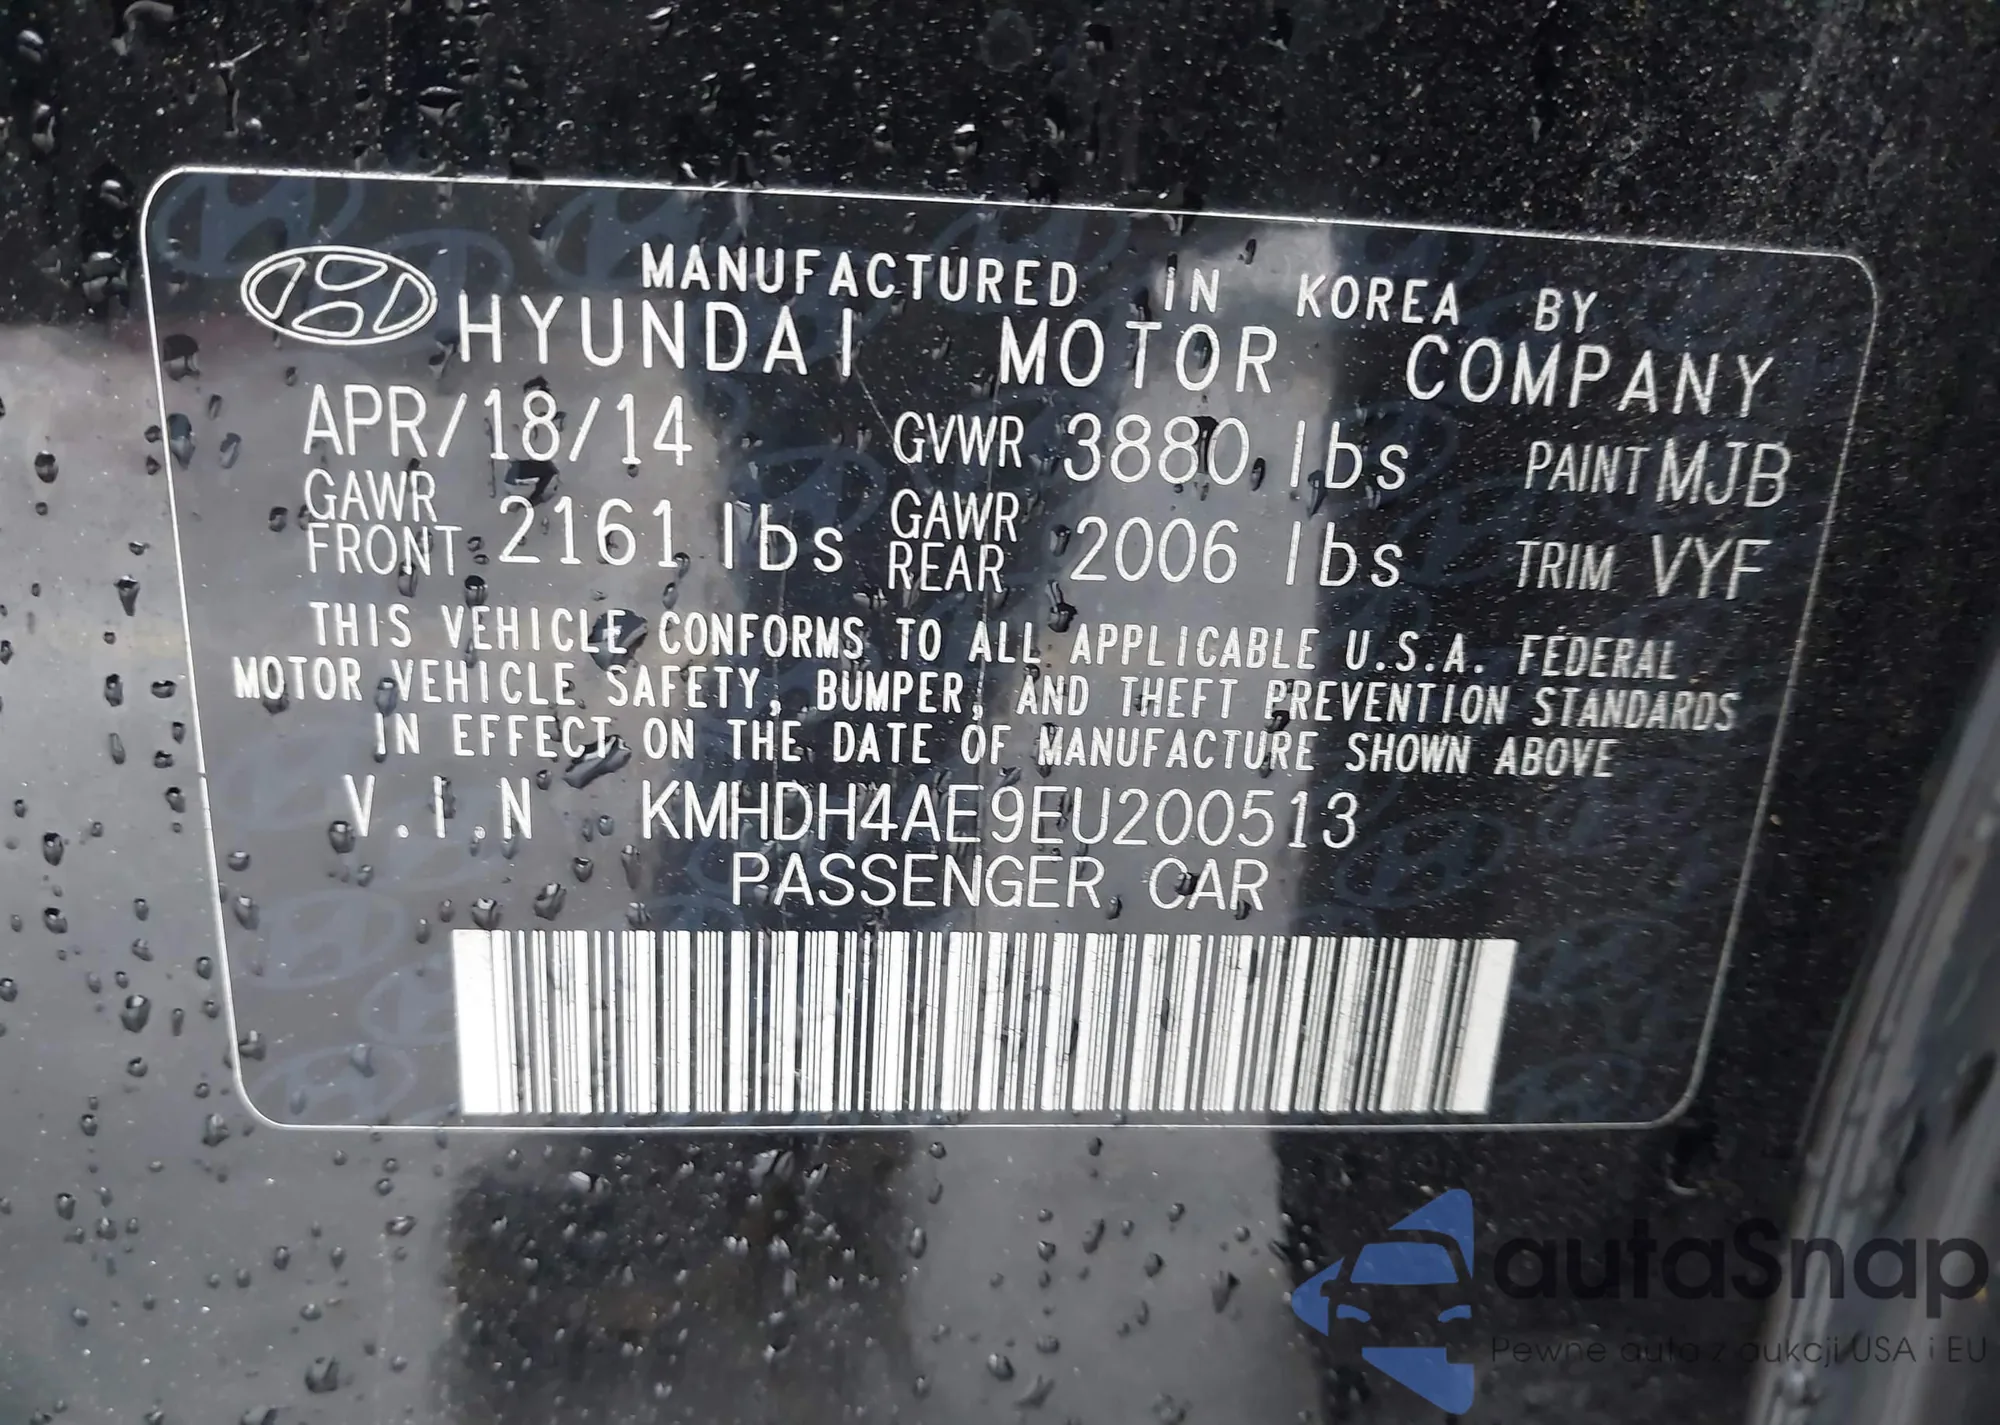 MANUFACTURED IN KOREA BY
HYUNDAI MOTOR COMPANY
APR/18/14 GVWR 3880 lbs PAINT MJB
GAWR FRONT 2161 lbs GAWR REAR 2006 lbs TRIM VYF
THIS VEHICLE CONFORMS TO ALL APPLICABLE U.S.A. FEDERAL
MOTOR VEHICLE SAFETY, BUMPER, AND THEFT PREVENTION STANDARDS
IN EFFECT ON THE DATE OF MANUFACTURE SHOWN ABOVE
V.I.N KMHDH4AE9EU200513
PASSENGER CAR
autaSnap
Pewne auta z aukcji USA i EU